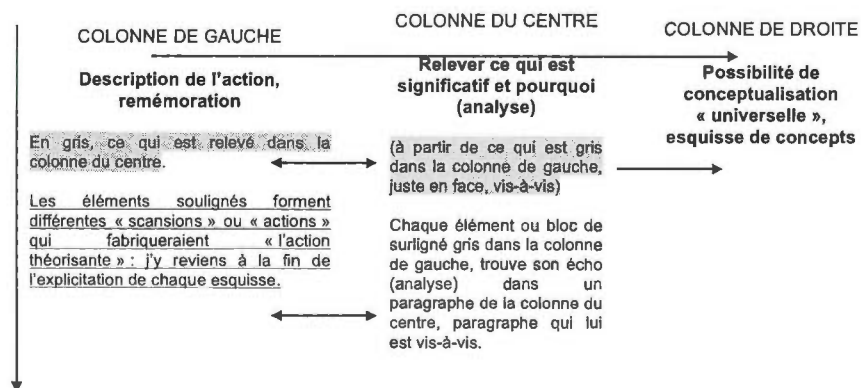 COLONNE DE GAUCHE
Description de l'action,
remémoration
En gris, ce qui est relevé dans la
colonne du centre.
Les éléments soulignés forment
différentes « scansions » ou « actions »
qui fabriqueraient « l'action
théorisante » : j'y reviens à la fin de
l'explicitation de chaque esquisse.
COLONNE DU CENTRE
Relever ce qui est
significatif et pourquoi
(analyse)
(à partir de ce qui est gris
dans la colonne de gauche,
juste en face, vis-à-vis)
Chaque élément ou bloc de
surligné gris dans la colonne
de gauche, trouve son écho
(analyse) dans un
paragraphe de la colonne du
centre, paragraphe qui lui
est vis-à-vis.
COLONNE DE DROITE
Possibilité de
conceptualisation
« universelle »,
esquisse de concepts